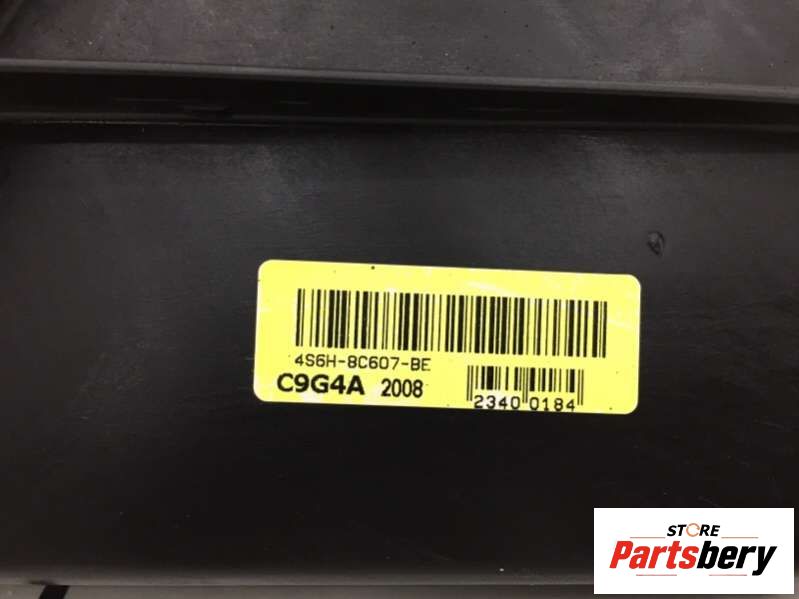 4S6H-8C607-BE
C9G4A 2008
2340 0184
STORE
Partsbery